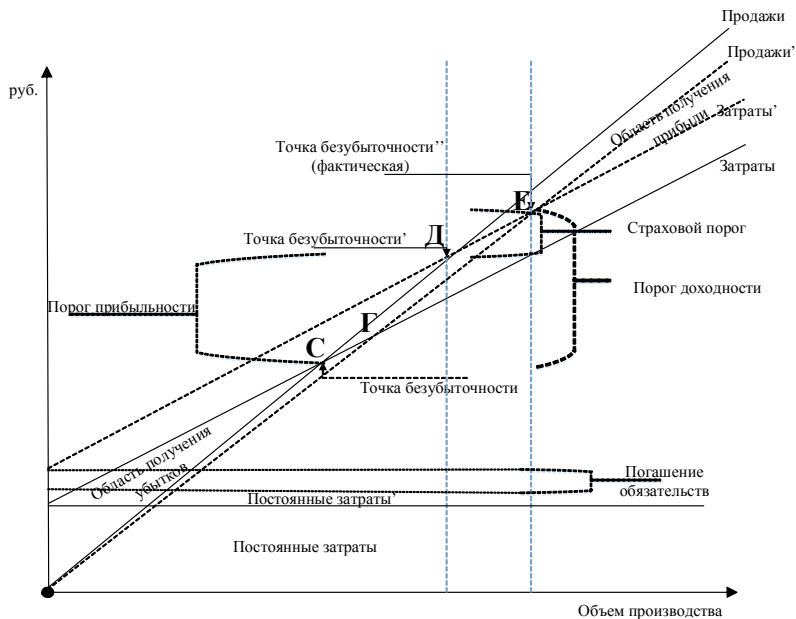 Продажи
руб.
Продажи’
Область получения
прибыли
Затраты’
Точка безубыточности’’
(фактическая)
Затраты
Е
Страховой порог
Д
Точка безубыточности’
Порог доходности
Порог прибыльности
Г
С
Точка безубыточности
Область получения
убытков
Погашение
обязательств
Постоянные затраты’
Постоянные затраты
Объем производства